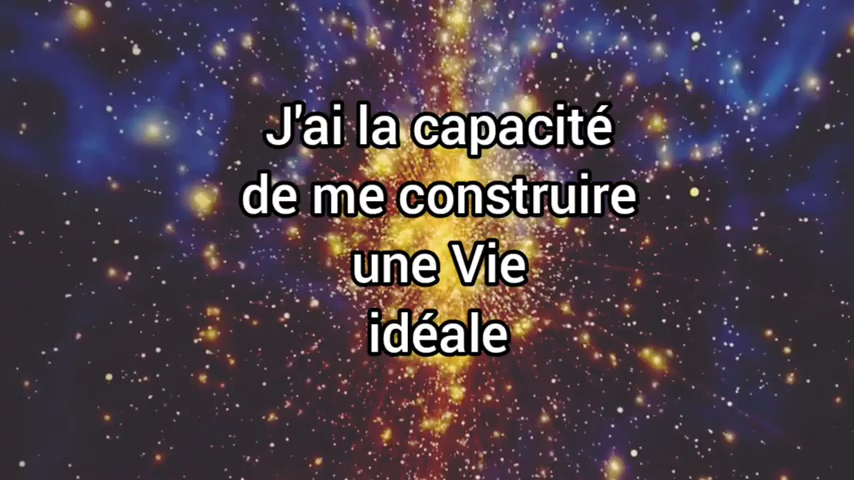 J'ai la capacité
de me construire
une Vie
idéale